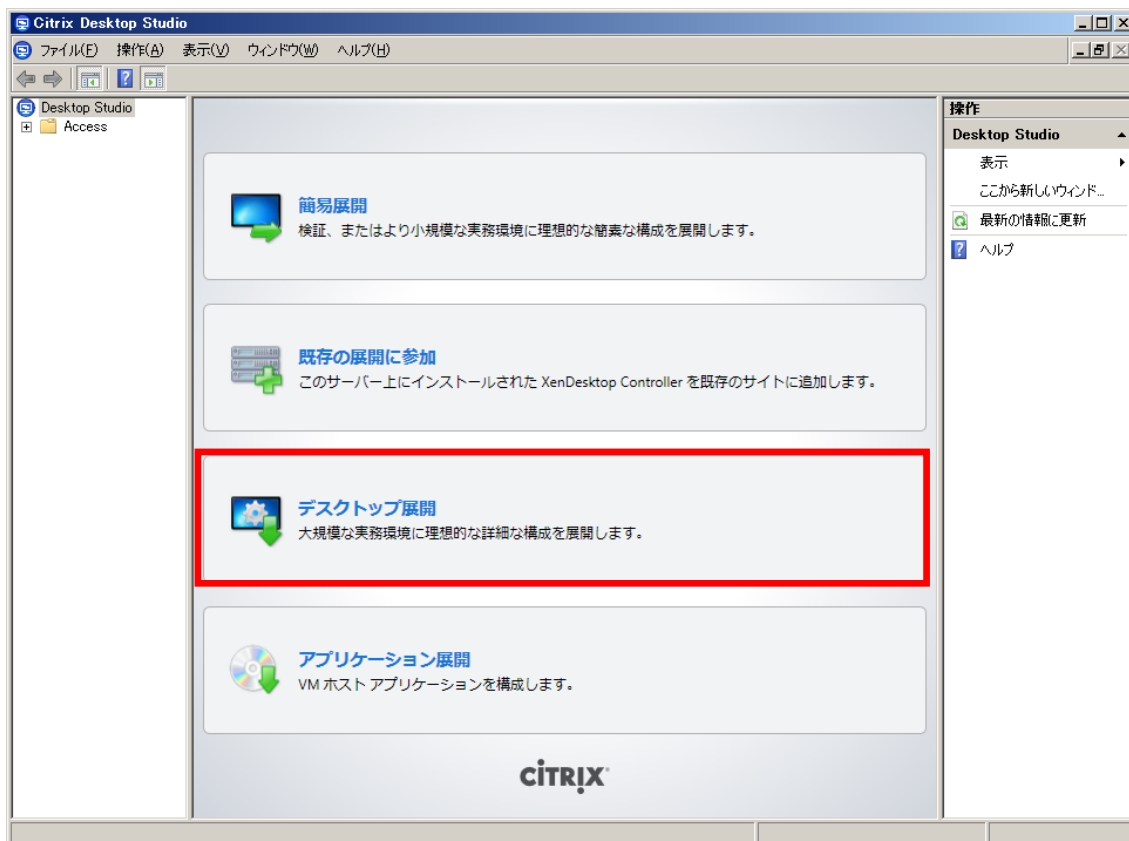 Citrix Desktop Studio
ファイル(F) 操作(A) 表示(V) ウィンドウ(W) ヘルプ(H)
Desktop Studio
Access
簡易展開
検証、またはより小規模な実務環境に理想的な簡素な構成を展開します。
既存の展開に参加
このサーバー上にインストールされた XenDesktop Controller を既存のサイトに追加します。
デスクトップ展開
大規模な実務環境に理想的な詳細な構成を展開します。
アプリケーション展開
VM ホスト アプリケーションを構成します。
CITRIX
操作
Desktop Studio
表示
ここから新しいウィンド...
最新の情報に更新
ヘルプ